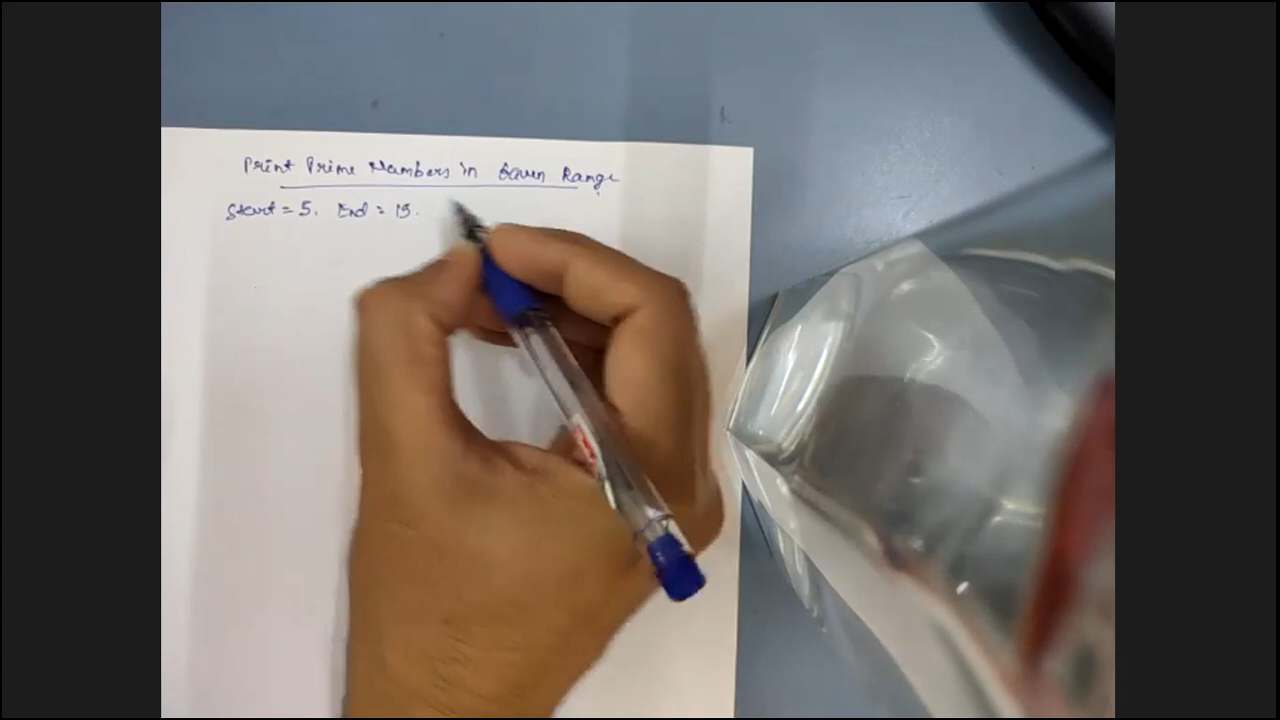 Print Prime Numbers in Given Range
Start = 5. End = 15.